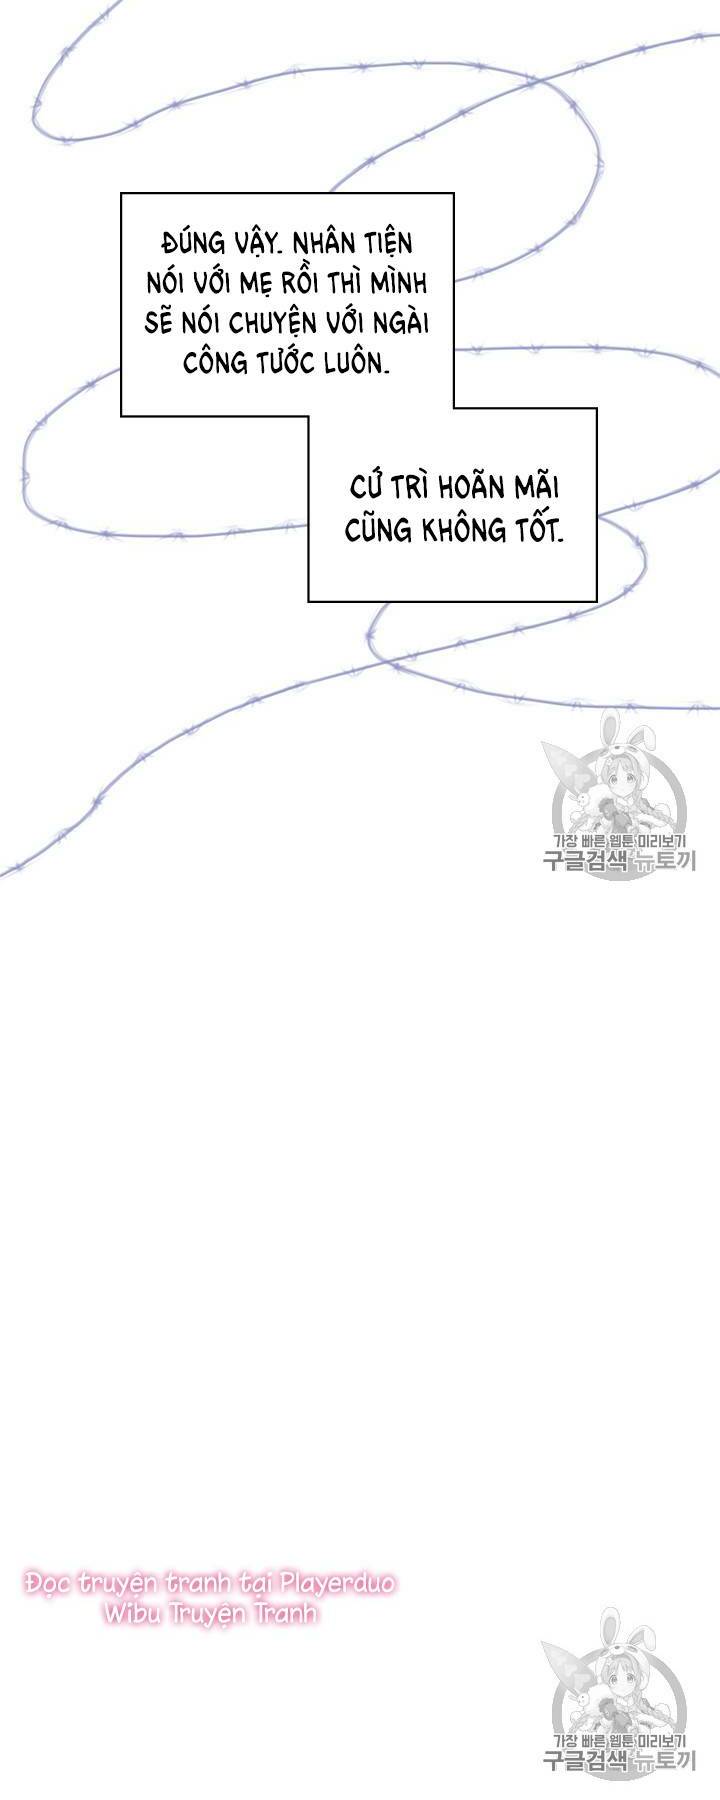 ĐÚNG VẬY. NHÂN TIỆN
NÓI VỚI MẸ RỒI THÌ MÌNH
SẼ NÓI CHUYỆN VỚI NGÀI
CÔNG TƯỚC LUÔN.
CỨ TRÌ HOÃN MÃI
CŨNG KHÔNG TỐT.
가장 빠른 웹툰 미리보기
구글검색 뉴토끼
Đọc truyện tranh tại Playerduo
Wibu Truyện Tranh
가장 빠른 웹툰 미리보기
구글검색 뉴토끼